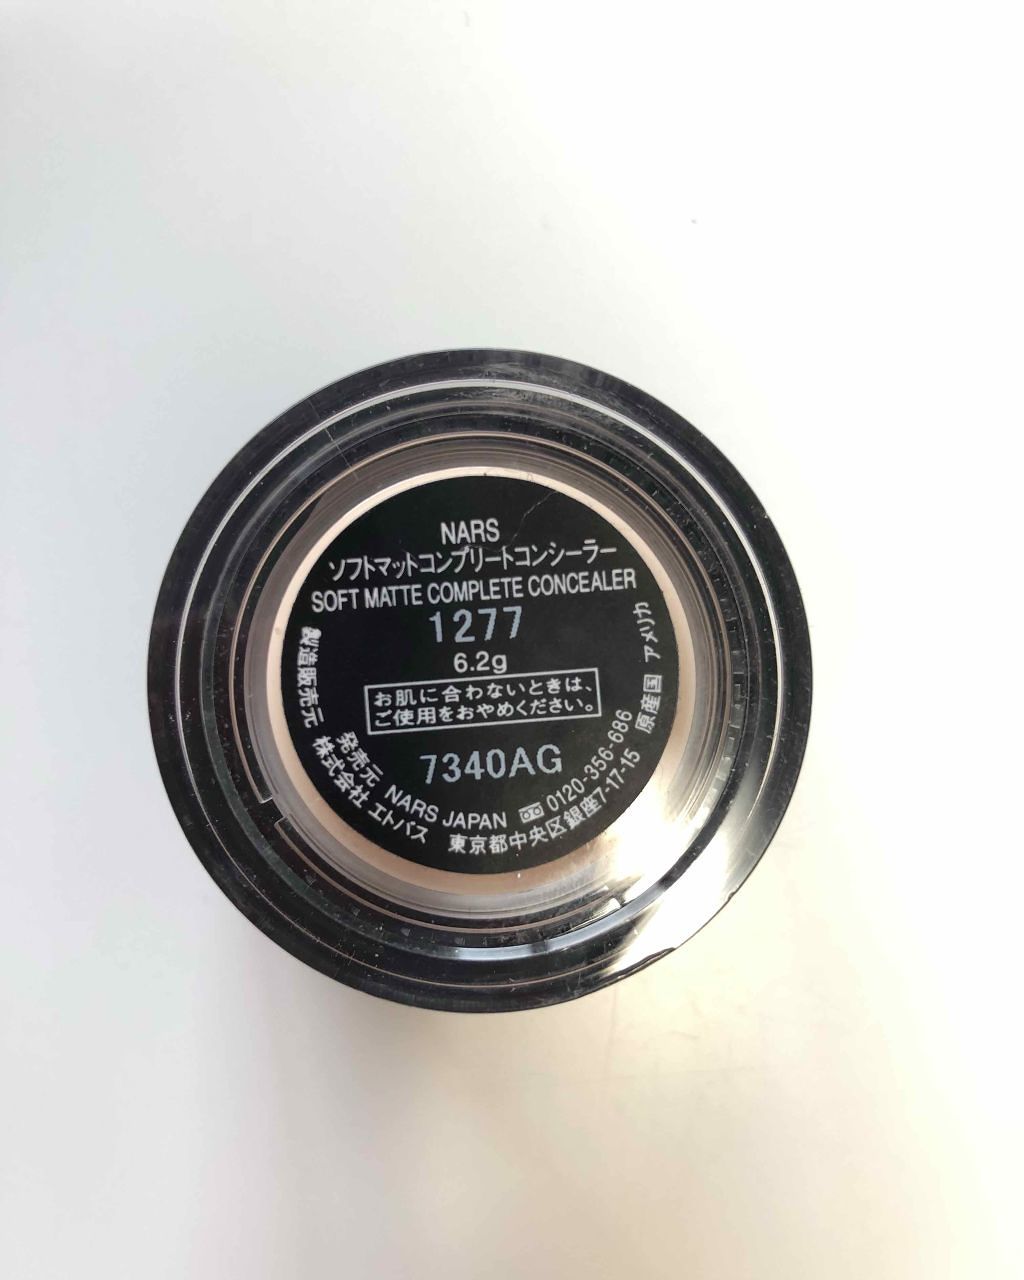 NARS
ソフトマットコンプリートコンシーラー
SOFT MATTE COMPLETE CONCEALER
1277
6.2g
お肌に合わないときは、
ご使用をおやめください。
7340AG
発売元 NARS JAPAN 0120-356-686
製造販売元 株式会社 エトバス 東京都中央区銀座7-17-15 原産国 アメリカ